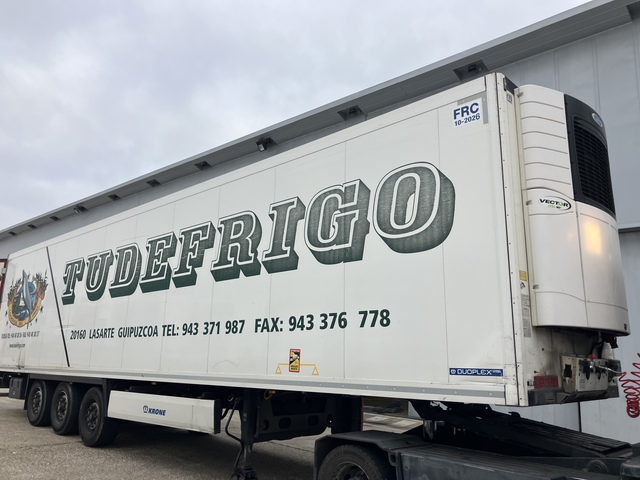 FRC
10-2026
TUDEFRIGO
VECTOR
20160 LASARTE GUIPUZCOA TEL: 943 371 987 FAX: 943 376 778
DUOPLEX
KRONE